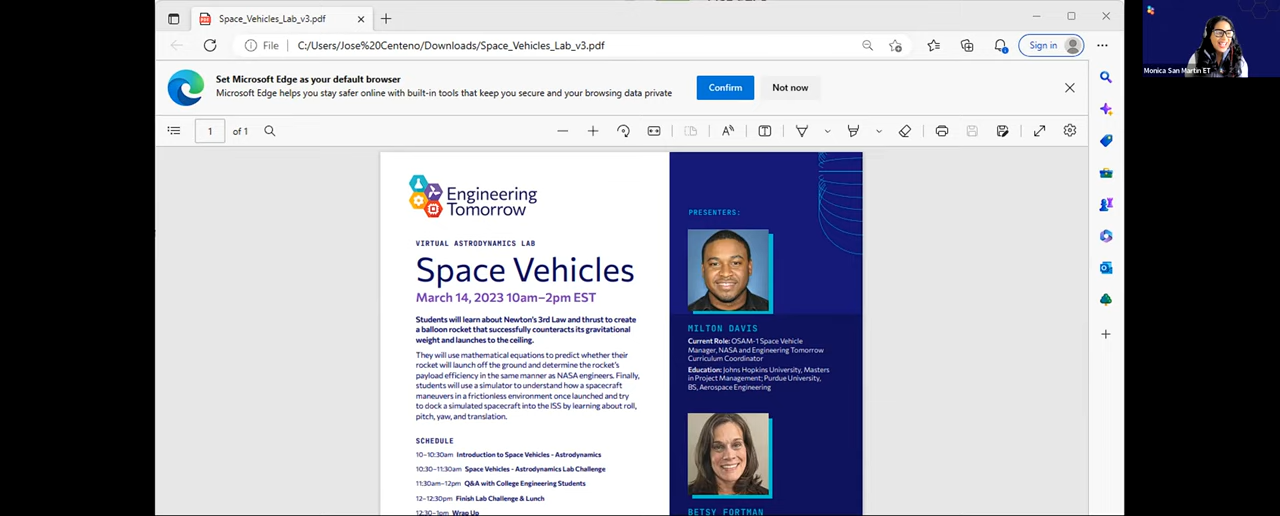 Space_Vehicles_Lab_v3.pdf
File
C:/Users/Jose%20Centeno/Downloads/Space_Vehicles_Lab_v3.pdf
Sign in
Set Microsoft Edge as your default browser
Microsoft Edge helps you stay safer online with built-in tools that keep you secure and your browsing data private
Confirm
Not now
1 of 1
Engineering
Tomorrow
VIRTUAL ASTRODYNAMICS LAB
Space Vehicles
March 14, 2023 10am–2pm EST
Students will learn about Newton's 3rd Law and thrust to create
a balloon rocket that successfully counteracts its gravitational
weight and launches to the ceiling.
They will use mathematical equations to predict whether their
rocket will launch off the ground and determine the rocket's
payload efficiency in the same manner as NASA engineers. Finally,
students will use a simulator to understand how a spacecraft
maneuvers in a frictionless environment once launched and try
to dock a simulated spacecraft into the ISS by learning about roll,
pitch, yaw, and translation.
SCHEDULE
10–10:30am Introduction to Space Vehicles - Astrodynamics
10:30–11:30am Space Vehicles - Astrodynamics Lab Challenge
11:30am–12pm Q&A with College Engineering Students
12–12:30pm Finish Lab Challenge & Lunch
12:30–1pm Wrap Up
PRESENTERS:
MILTON DAVIS
Current Role: OSAM-1 Space Vehicle
Manager, NASA and Engineering Tomorrow
Curriculum Coordinator
Education: Johns Hopkins University, Masters
in Project Management; Purdue University,
BS, Aerospace Engineering
BETSY FORTMAN
Monica San Martin ET